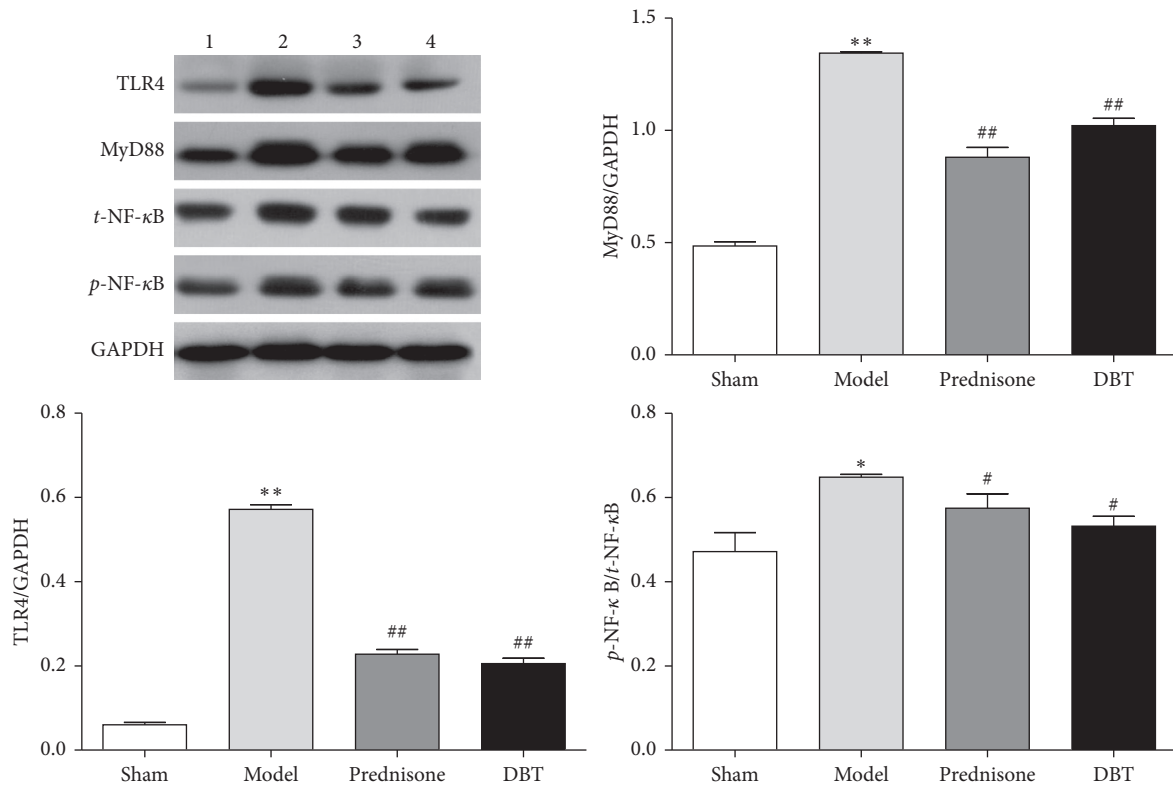 1 2 3 4
TLR4
MyD88
t-NF-κB
p-NF-κB
GAPDH
MyD88/GAPDH
1.5
1.0
0.5
0.0
**
##
##
Sham Model Prednisone DBT
TLR4/GAPDH
0.8
0.6
0.4
0.2
0.0
**
##
##
Sham Model Prednisone DBT
p-NF-κ B/t-NF-κB
0.8
0.6
0.4
0.2
0.0
*
#
#
Sham Model Prednisone DBT